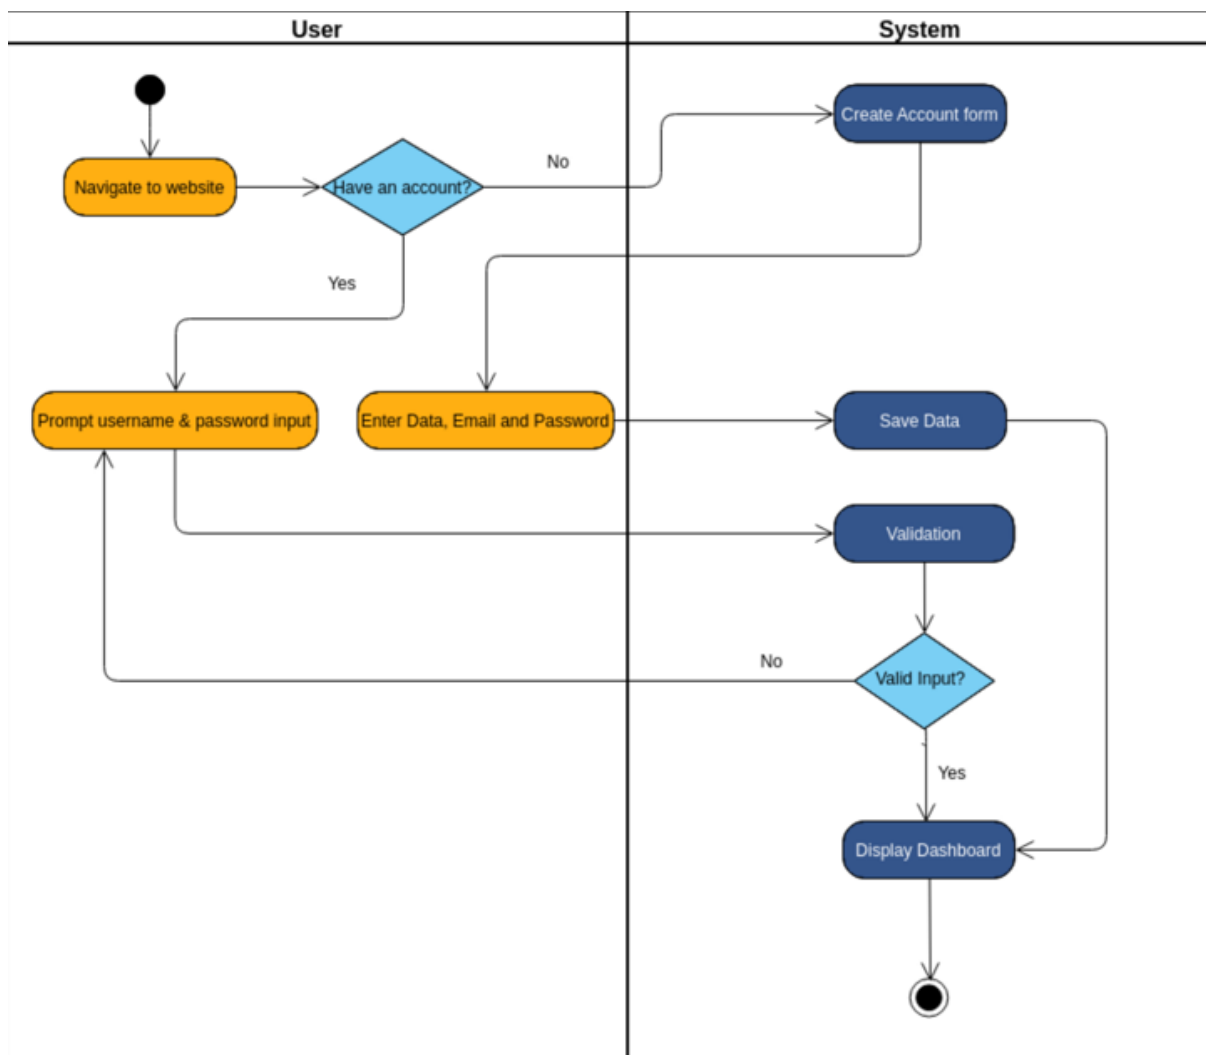 User
System
Create Account form
Navigate to website
Have an account?
No
Yes
Prompt username & password input
Enter Data, Email and Password
Save Data
Validation
No
Valid Input?
Yes
Display Dashboard